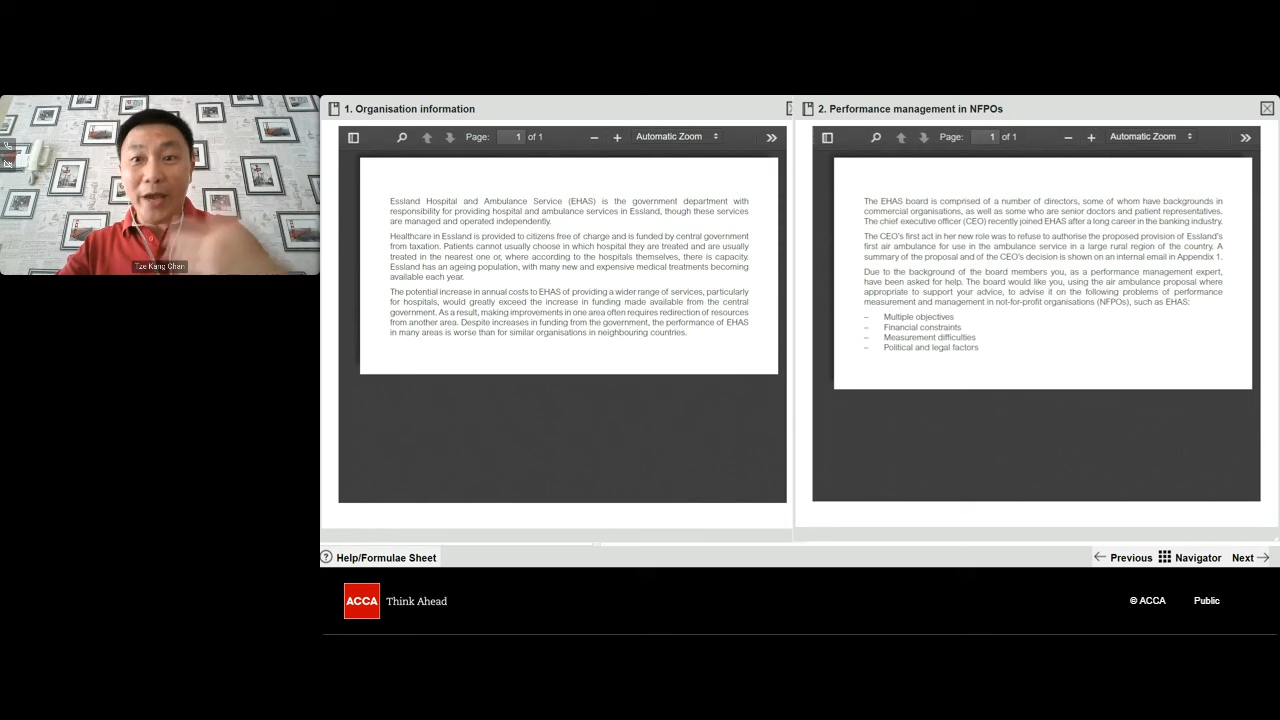 Tze Kang Chan
1. Organisation information
Page: 1 of 1
Automatic Zoom
Essland Hospital and Ambulance Service (EHAS) is the government department with
responsibility for providing hospital and ambulance services in Essland, though these services
are managed and operated independently.
Healthcare in Essland is provided to citizens free of charge and is funded by central government
from taxation. Patients cannot usually choose in which hospital they are treated and are usually
treated in the nearest one or, where according to the hospitals themselves, there is capacity.
Essland has an ageing population, with many new and expensive medical treatments becoming
available each year.
The potential increase in annual costs to EHAS of providing a wider range of services, particularly
for hospitals, would greatly exceed the increase in funding made available from the central
government. As a result, making improvements in one area often requires redirection of resources
from another area. Despite increases in funding from the government, the performance of EHAS
in many areas is worse than for similar organisations in neighbouring countries.
2. Performance management in NFPOs
Page: 1 of 1
Automatic Zoom
The EHAS board is comprised of a number of directors, some of whom have backgrounds in
commercial organisations, as well as some who are senior doctors and patient representatives.
The chief executive officer (CEO) recently joined EHAS after a long career in the banking industry.
The CEO's first act in her new role was to refuse to authorise the proposed provision of Essland's
first air ambulance for use in the ambulance service in a large rural region of the country. A
summary of the proposal and of the CEO's decision is shown on an internal email in Appendix 1.
Due to the background of the board members you, as a performance management expert,
have been asked for help. The board would like you, using the air ambulance proposal where
appropriate to support your advice, to advise it on the following problems of performance
measurement and management in not-for-profit organisations (NFPOs), such as EHAS:
– Multiple objectives
– Financial constraints
– Measurement difficulties
– Political and legal factors
Help/Formulae Sheet
Previous
Navigator
Next
ACCA
Think Ahead
© ACCA
Public